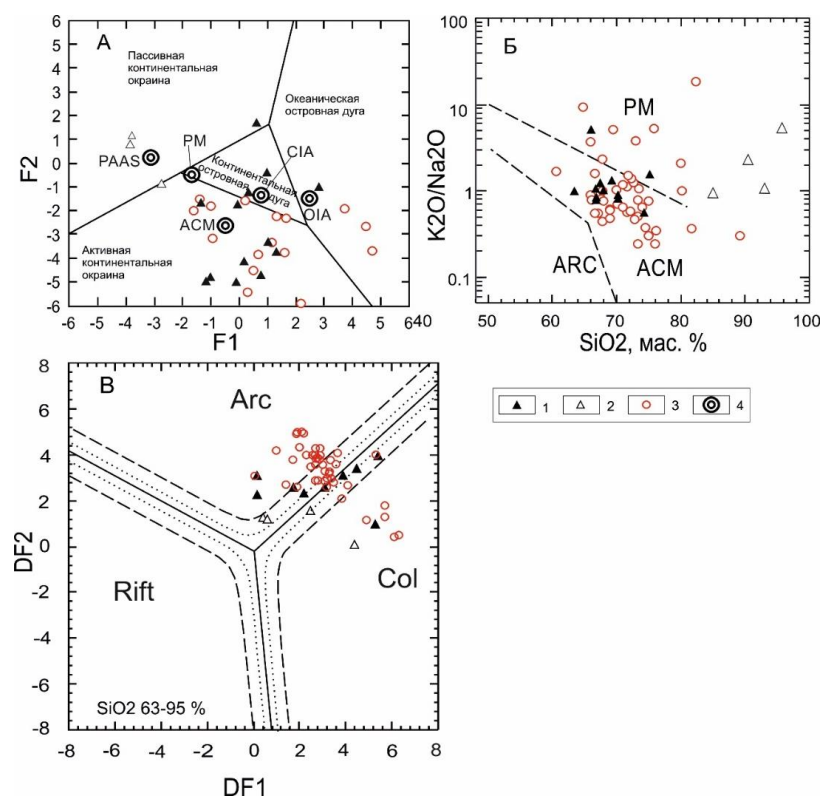 А
Пассивная
континентальная
окраина
Океаническая
островная дуга
PAAS
PM
CIA
Континентальная
островная
дуга
ACM
OIA
Активная
континентальная
окраина
F2
6
5
4
3
2
1
0
-1
-2
-3
-4
-5
-6
-6 -5 -4 -3 -2 -1 0 1 2 3 4 5 6
F1
40
Б
PM
ARC
ACM
K2O/Na2O
100
10
1.0
0.1
50 60 70 80 90 100
SiO2, мас. %
В
Arc
Rift
Col
SiO2 63-95 %
DF2
8
6
4
2
0
-2
-4
-6
-8
-8 -6 -4 -2 0 2 4 6 8
DF1
1 2 3 4